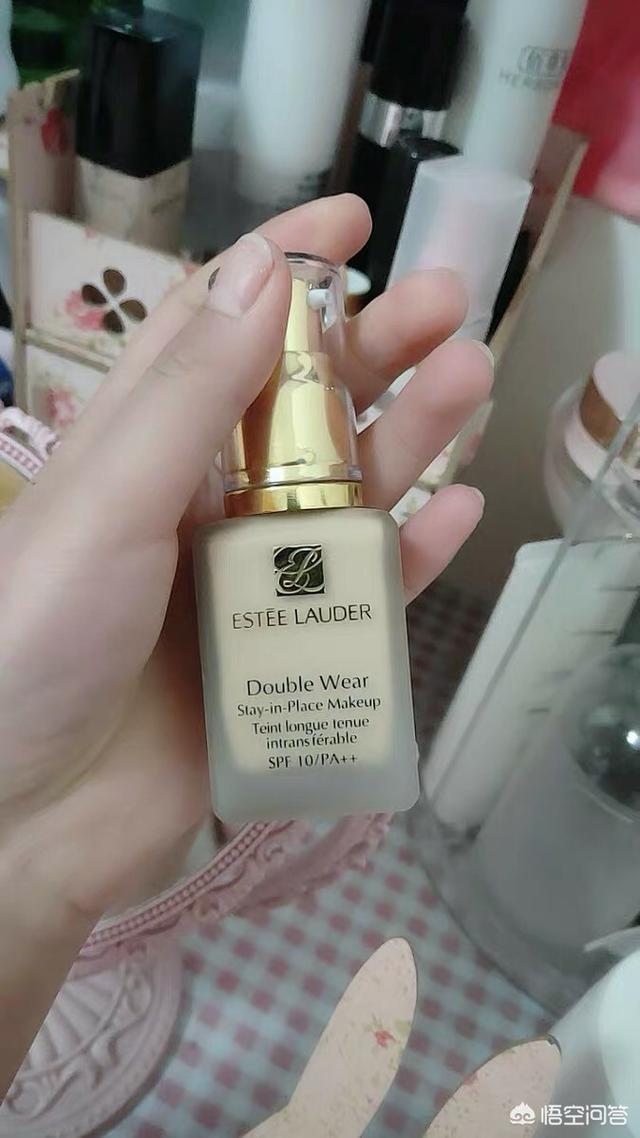 ESTĒE LAUDER
Double Wear
Stay-in-Place Makeup
Teint longue tenue
intransférable
SPF 10/PA++
悟空问答